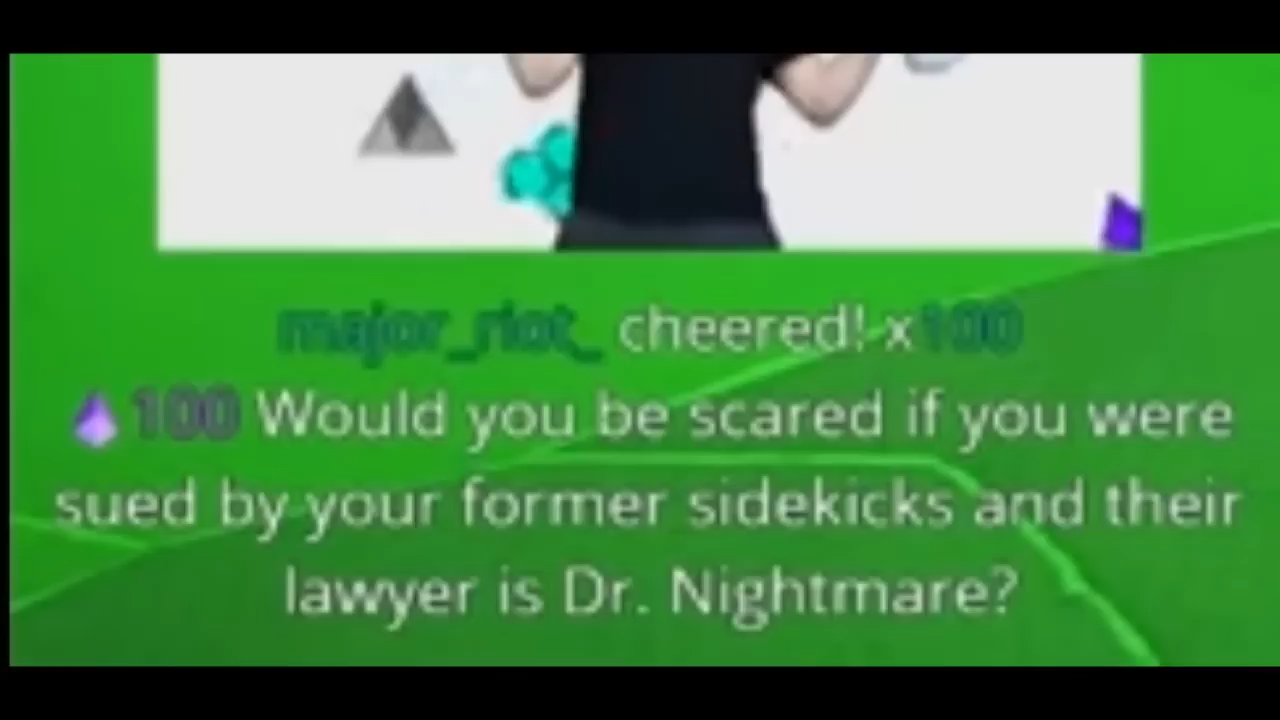 major_riot_ cheered! x100
100 Would you be scared if you were
sued by your former sidekicks and their
lawyer is Dr. Nightmare?